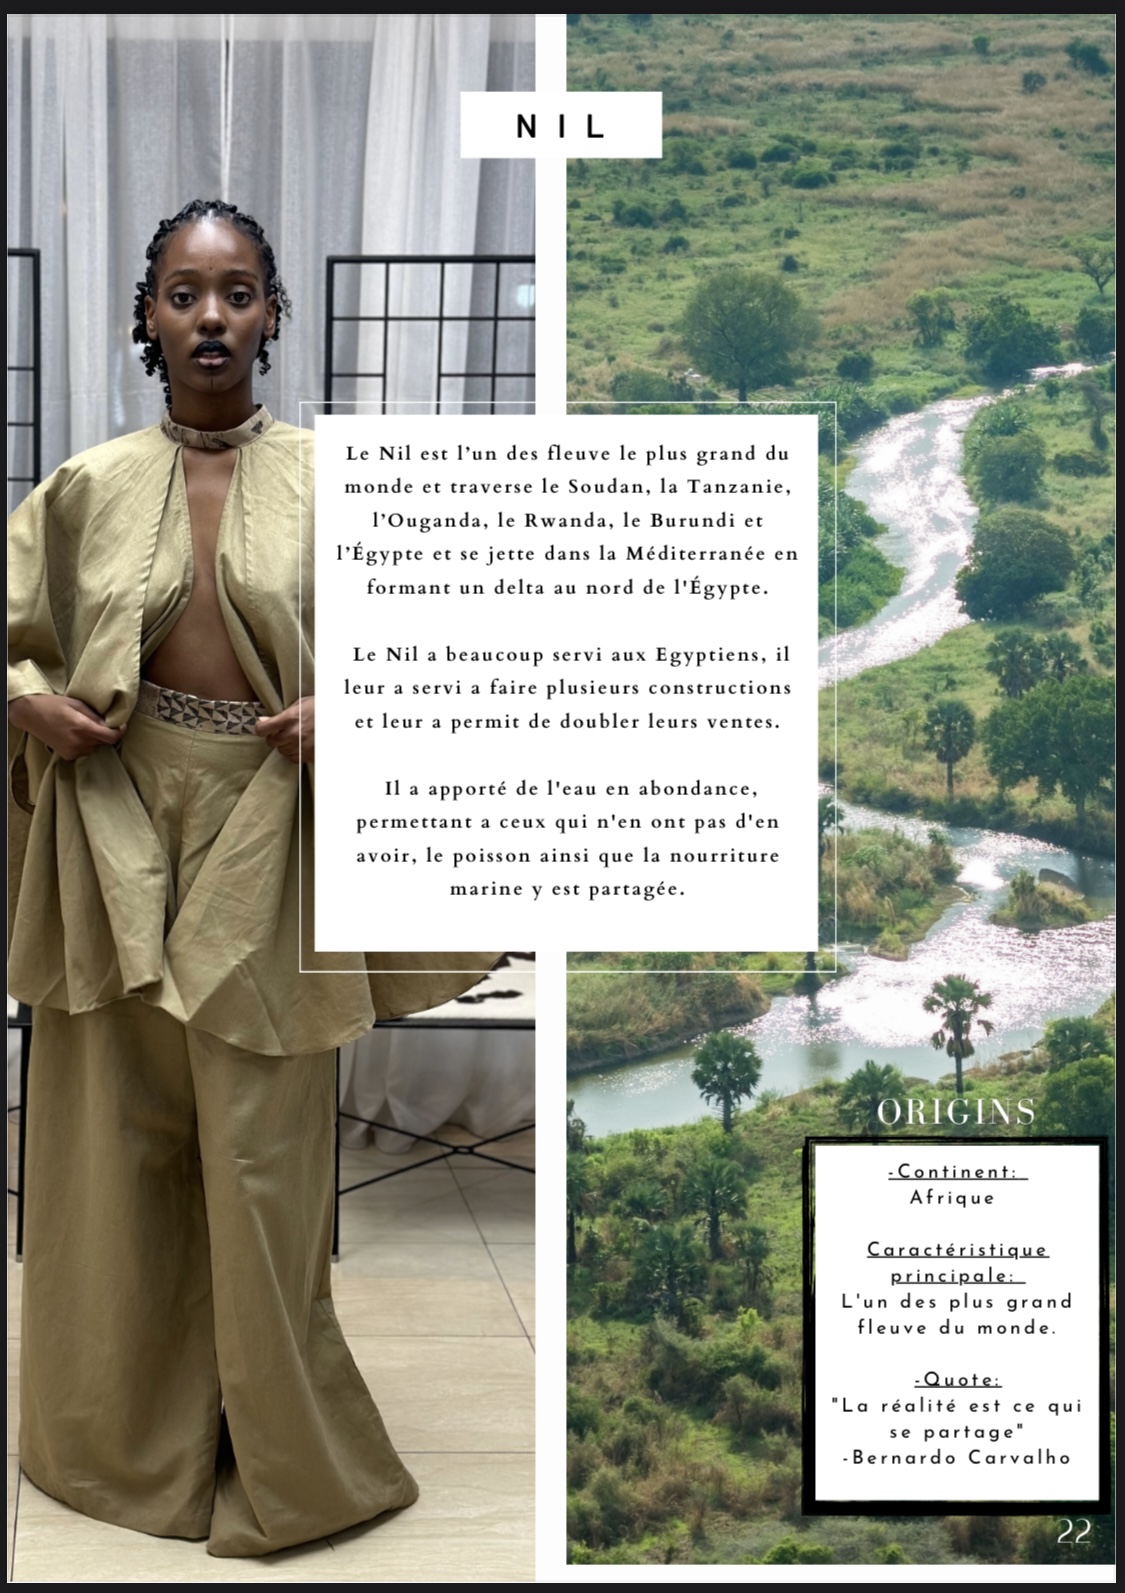 NIL
Le Nil est l’un des fleuve le plus grand du
monde et traverse le Soudan, la Tanzanie,
l’Ouganda, le Rwanda, le Burundi et
l’Égypte et se jette dans la Méditerranée en
formant un delta au nord de l'Égypte.
Le Nil a beaucoup servi aux Egyptiens, il
leur a servi a faire plusieurs constructions
et leur a permit de doubler leurs ventes.
Il a apporté de l'eau en abondance,
permettant a ceux qui n'en ont pas d'en
avoir, le poisson ainsi que la nourriture
marine y est partagée.
ORIGINS
-Continent:
Afrique
Caractéristique
principale:
L'un des plus grand
fleuve du monde.
-Quote:
"La réalité est ce qui
se partage"
-Bernardo Carvalho
22